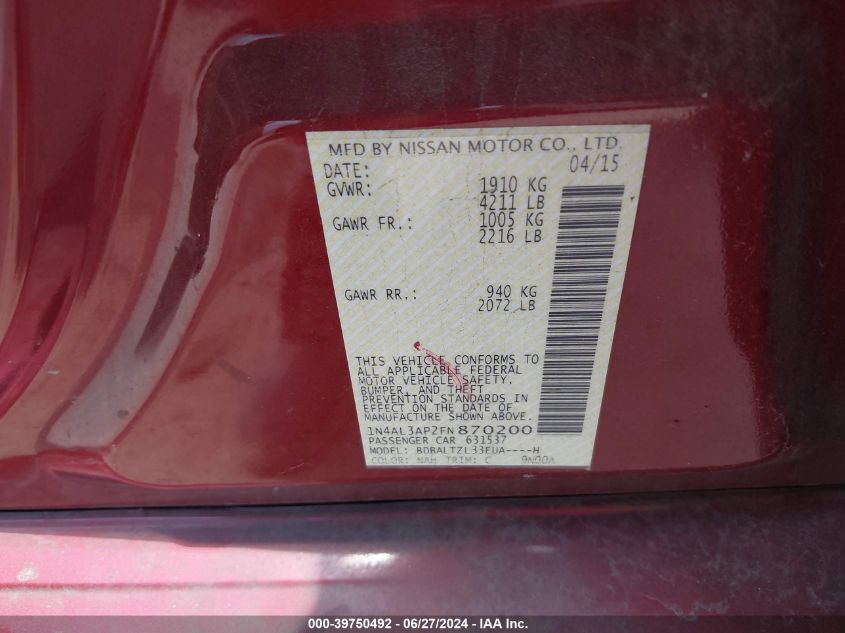 MFD BY NISSAN MOTOR CO., LTD.
DATE: 04/15
GVWR: 1910 KG
4211 LB
GAWR FR.: 1005 KG
2216 LB
GAWR RR.: 940 KG
2072 LB
THIS VEHICLE CONFORMS TO
ALL APPLICABLE FEDERAL
MOTOR VEHICLE SAFETY,
BUMPER, AND THEFT
PREVENTION STANDARDS IN
EFFECT ON THE DATE OF
MANUFACTURE SHOWN ABOVE.
1N4AL3AP2FN870200
PASSENGER CAR 631537
MODEL: BDBALTZL33EUA----H
COLOR: NAH TRIM: C 9N00A
000-39750492 - 06/27/2024 - IAA Inc.